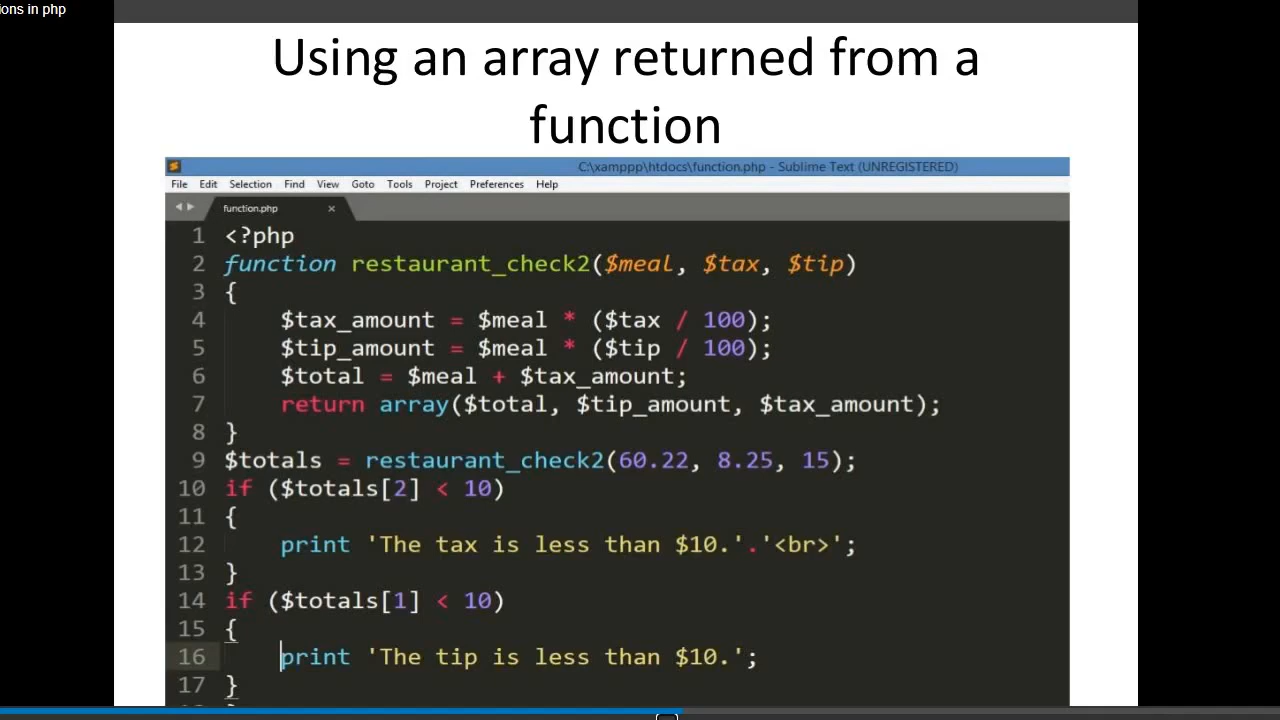 ons in php
Using an array returned from a
function
C:\xamppp\htdocs\function.php - Sublime Text (UNREGISTERED)
File Edit Selection Find View Goto Tools Project Preferences Help
function.php ×
1 <?php
2 function restaurant_check2($meal, $tax, $tip)
3 {
4 $tax_amount = $meal * ($tax / 100);
5 $tip_amount = $meal * ($tip / 100);
6 $total = $meal + $tax_amount;
7 return array($total, $tip_amount, $tax_amount);
8 }
9 $totals = restaurant_check2(60.22, 8.25, 15);
10 if ($totals[2] < 10)
11 {
12 print 'The tax is less than $10.'.'<br>';
13 }
14 if ($totals[1] < 10)
15 {
16 print 'The tip is less than $10.';
17 }